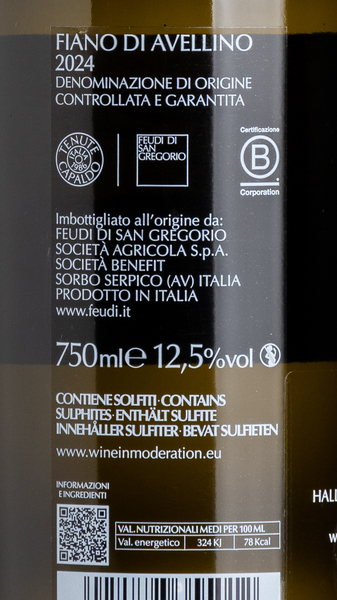 FIANO DI AVELLINO
2024
DENOMINAZIONE DI ORIGINE
CONTROLLATA E GARANTITA
TENUTE
CAPALDO
FEUDI DI
SAN
GREGORIO
Certificazione
B
Corporation
Imbottigliato all'origine da:
FEUDI DI SAN GREGORIO
SOCIETÀ AGRICOLA S.p.A.
SOCIETÀ BENEFIT
SORBO SERPICO (AV) ITALIA
PRODOTTO IN ITALIA
www.feudi.it
750ml℮ 12,5%vol
CONTIENE SOLFITI · CONTAINS
SULPHITES · ENTHÄLT SULFITE
INNEHÅLLER SULFITER · BEVAT SULFIETEN
www.wineinmoderation.eu
INFORMAZIONI
E INGREDIENTI
VAL. NUTRIZIONALI MEDI PER 100 ML
Val. energetico 324 KJ 78 Kcal
HALL
w